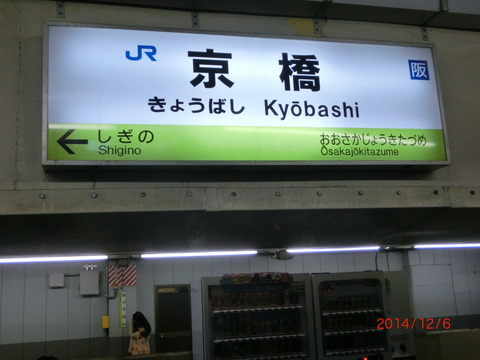 JR 京橋 阪
きょうばし Kyōbashi
← しぎの おおさかじょうきたづめ
Shigino Ōsakajōkitazume
2014/12/6